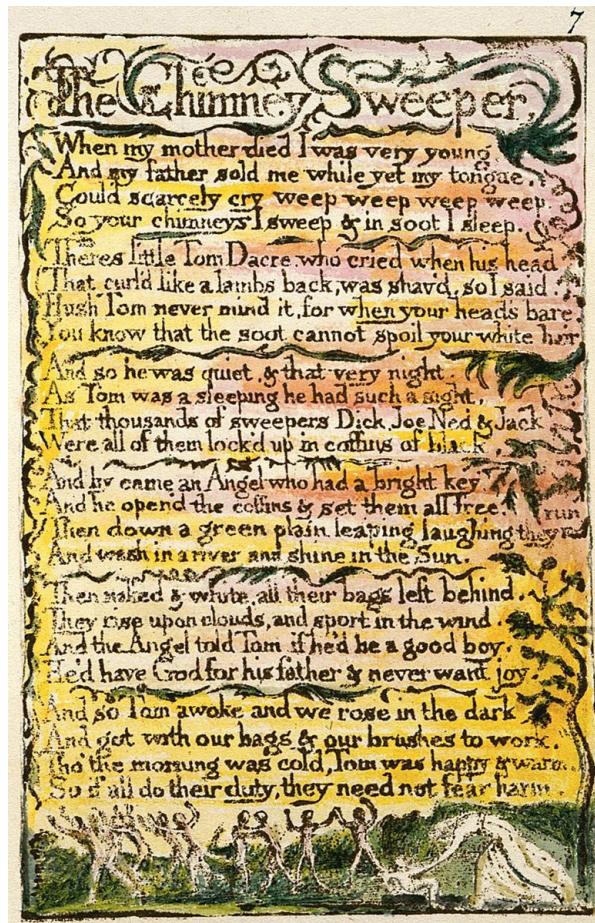 7
The Chimney Sweeper.
When my mother died I was very young,
And my father sold me while yet my tongue,
Could scarcely cry weep weep weep weep.
So your chimneys I sweep & in soot I sleep.
Theres little Tom Dacre, who cried when his head
That curl'd like a lambs back, was shav'd, so I said.
Hush Tom never mind it, for when your head's bare,
You know that the soot cannot spoil your white hair
And so he was quiet, & that very night.
As Tom was a sleeping he had such a sight,
That thousands of sweepers Dick, Joe, Ned & Jack
Were all of them lock'd up in coffins of black,
And by came an Angel who had a bright key
And he open'd the coffins & set them all free.
Then down a green plain leaping laughing they run
And wash in a river and shine in the Sun.
Then naked & white, all their bags left behind.
They rise upon clouds, and sport in the wind.
And the Angel told Tom if he'd be a good boy,
He'd have God for his father & never want joy.
And so Tom awoke and we rose in the dark
And got with our bags & our brushes to work.
Tho' the morning was cold, Tom was happy & warm.
So if all do their duty, they need not fear harm.